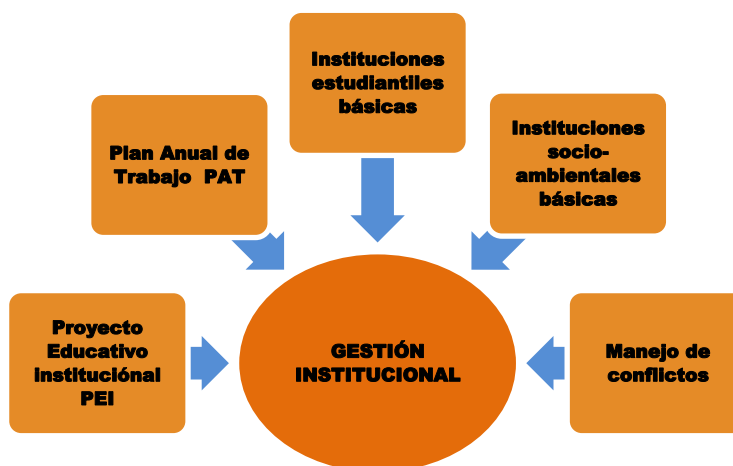 Instituciones
estudiantiles
básicas
Plan Anual de
Trabajo PAT
Instituciones
socio-
ambientales
básicas
Proyecto
Educativo
instituciónal
PEI
GESTIÓN
INSTITUCIONAL
Manejo de
conflictos